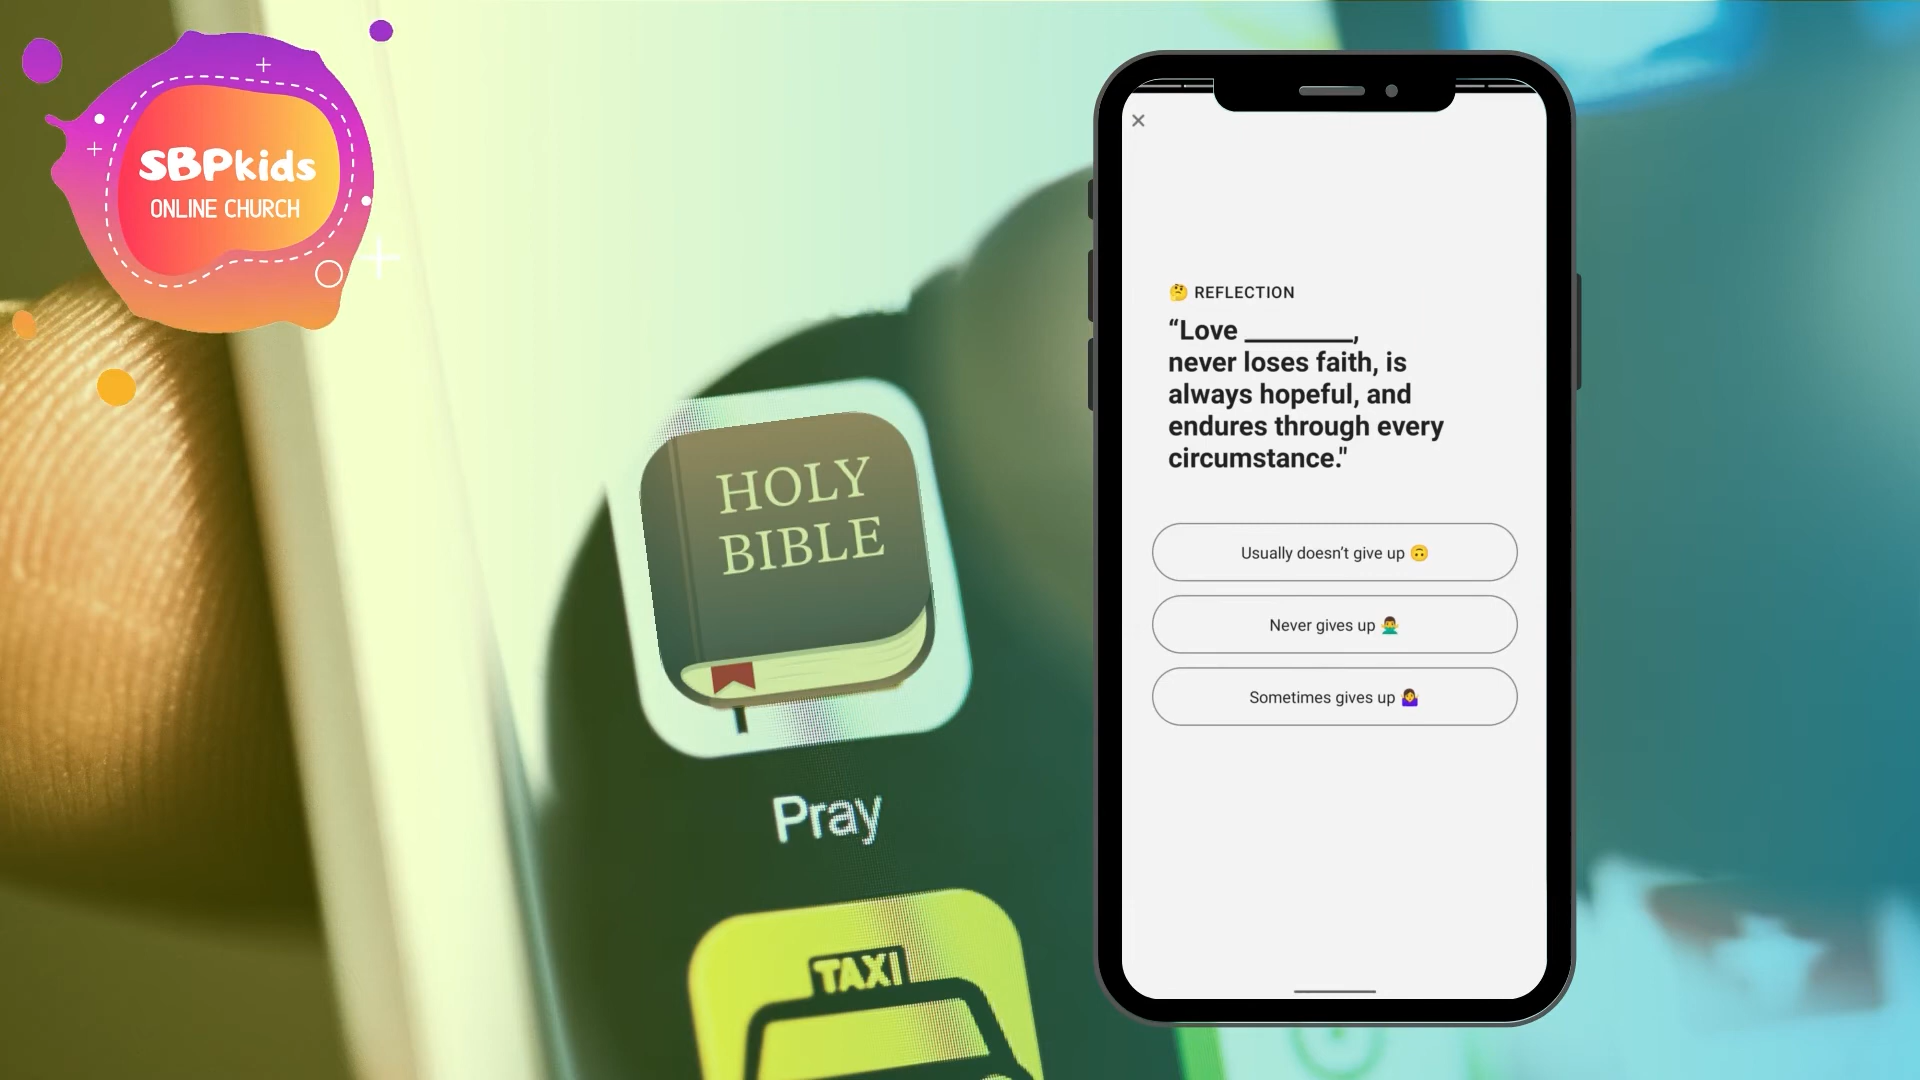 SBPkids
ONLINE CHURCH
HOLY
BIBLE
Pray
TAXI
🤔 REFLECTION
“Love ________,
never loses faith, is
always hopeful, and
endures through every
circumstance."
Usually doesn’t give up 🙃
Never gives up 🙅‍♂️
Sometimes gives up 🤷‍♀️